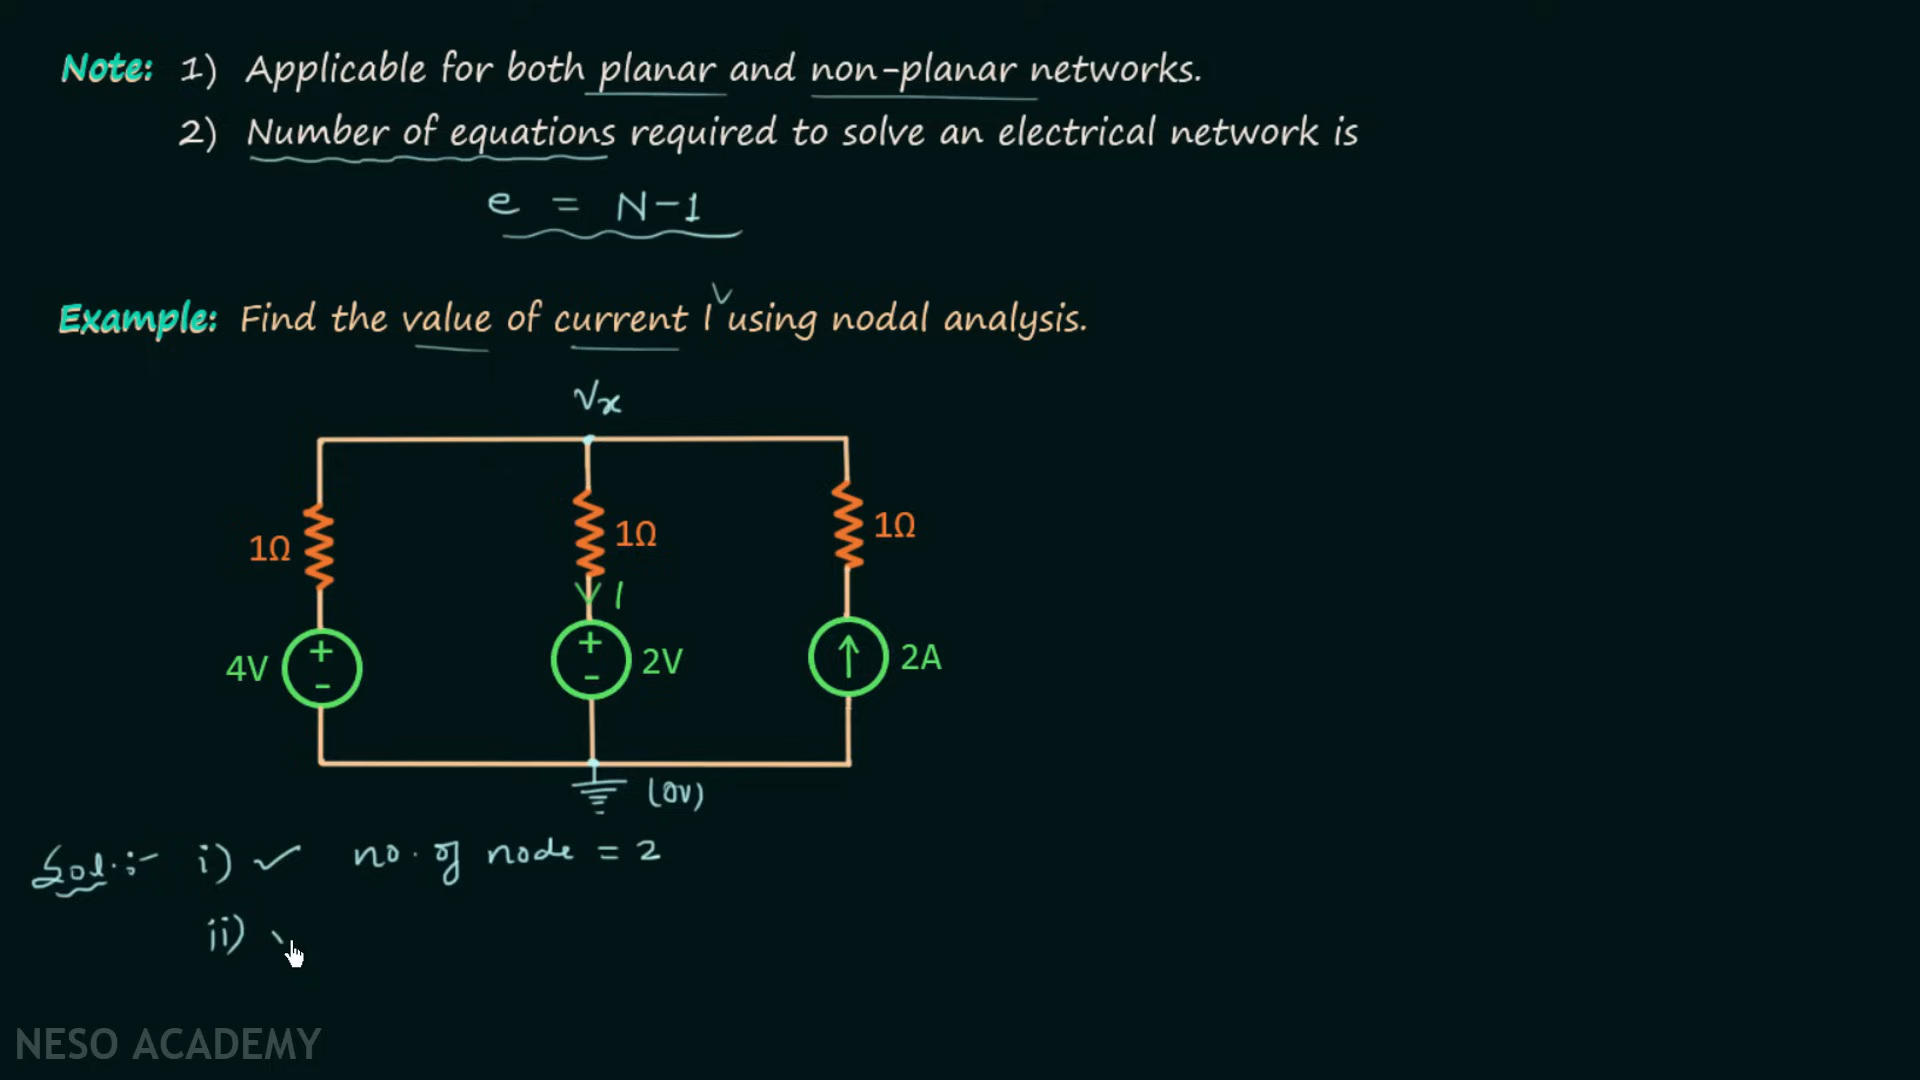 Note: 1) Applicable for both planar and non-planar networks.
2) Number of equations required to solve an electrical network is
e = N-1
Example: Find the value of current I using nodal analysis.
Vx
1Ω 1Ω 1Ω
I
4V + - + - 2V 2A
(0V)
Sol.:- i) ✓ no. of node = 2
ii)
NESO ACADEMY